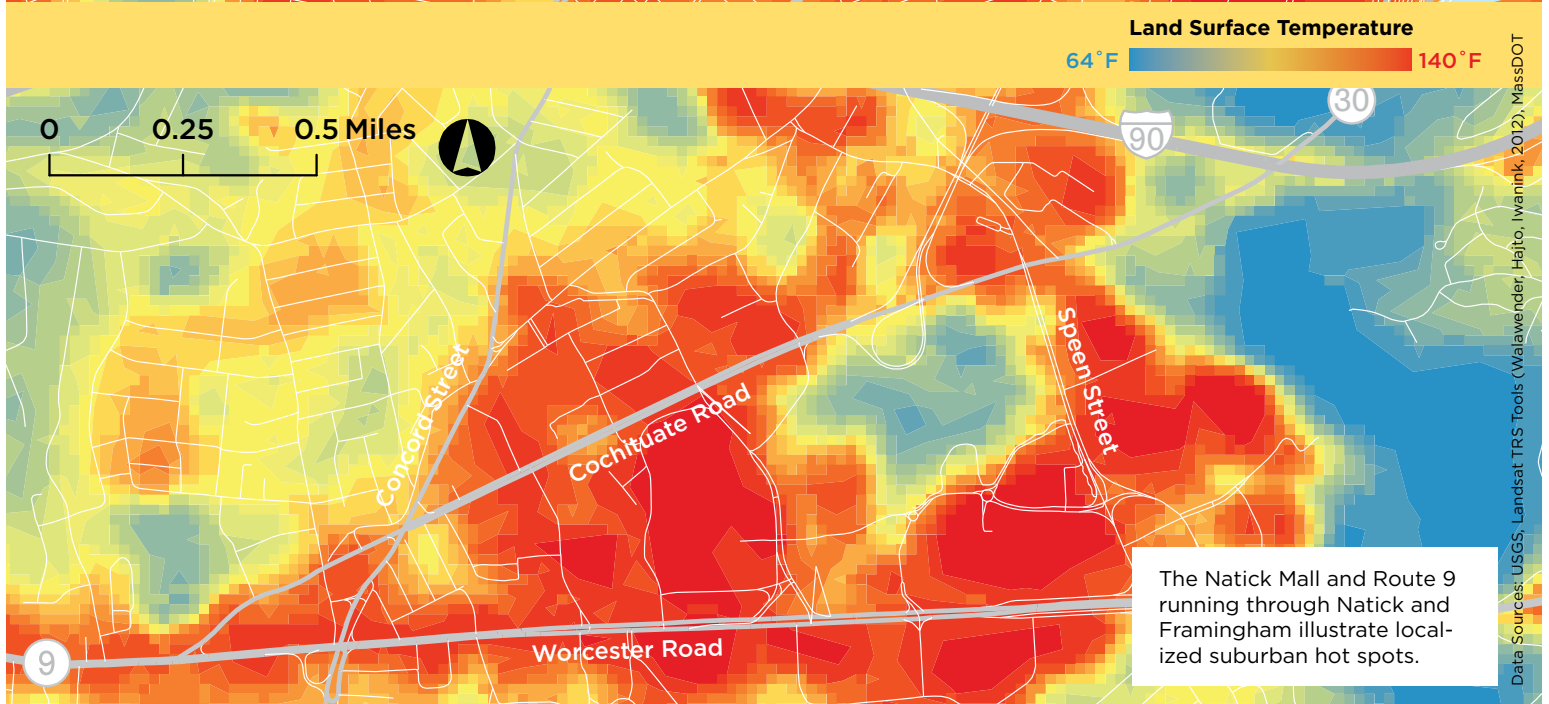 Land Surface Temperature
64°F
140°F
0 0.25 0.5 Miles
90
30
Concord Street
Cochituate Road
Speen Street
Worcester Road
9
The Natick Mall and Route 9
running through Natick and
Framingham illustrate local-
ized suburban hot spots.
Data Sources: USGS, Landsat TRS Tools (Walawender, Hajto, Iwanink, 2012), MassDOT